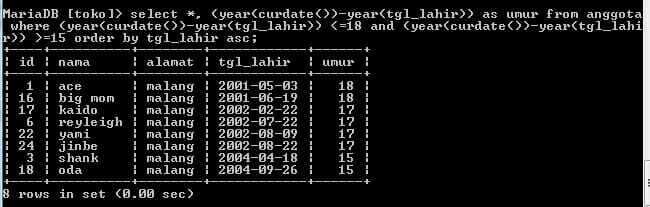 MariaDB [toko]> select *, (year(curdate())-year(tgl_lahir)) as umur from anggota
 where (year(curdate())-year(tgl_lahir)) <=18 and (year(curdate())-year(tgl_lahi
r)) >=15 order by tgl_lahir asc;
+----+----------+--------+------------+------+
| id | nama     | alamat | tgl_lahir  | umur |
+----+----------+--------+------------+------+
|  1 | ace      | malang | 2001-05-03 |   18 |
| 16 | big mom  | malang | 2001-06-19 |   18 |
| 17 | kaido    | malang | 2002-02-22 |   17 |
|  6 | reyleigh | malang | 2002-07-22 |   17 |
| 22 | yami     | malang | 2002-08-09 |   17 |
| 24 | jinbe    | malang | 2002-08-22 |   17 |
|  3 | shank    | malang | 2004-04-18 |   15 |
| 18 | oda      | malang | 2004-09-26 |   15 |
+----+----------+--------+------------+------+
8 rows in set (0.00 sec)